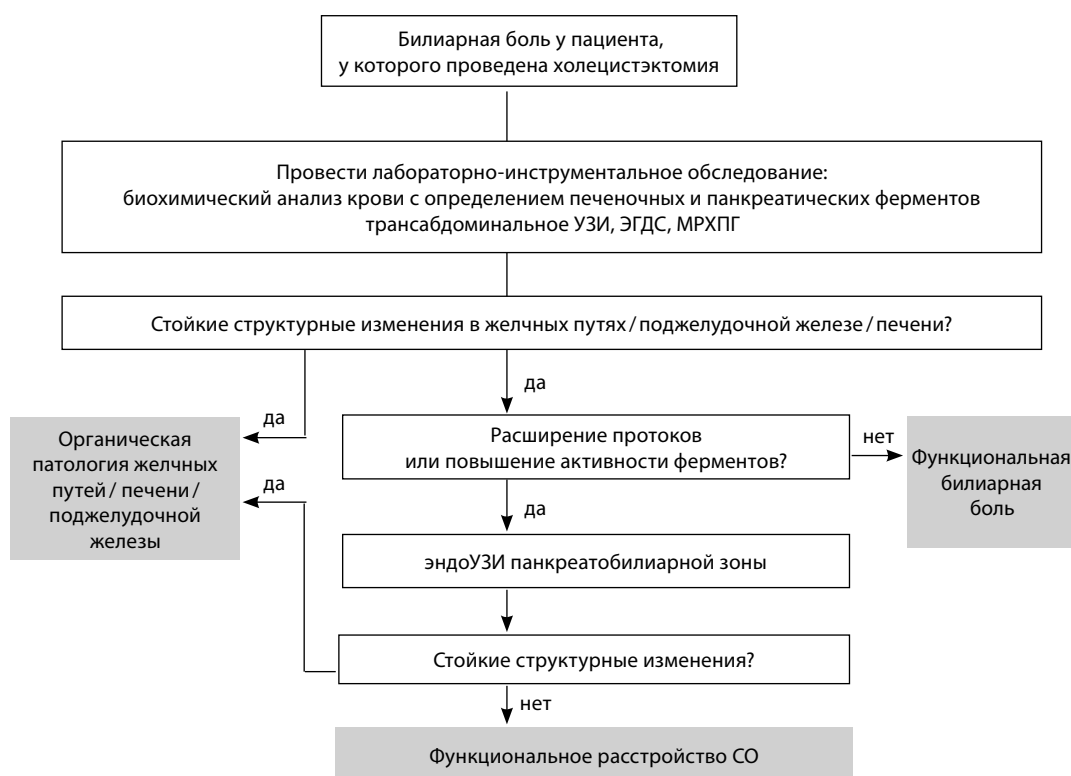 Билиарная боль у пациента,
у которого проведена холецистэктомия
Провести лабораторно-инструментальное обследование:
биохимический анализ крови с определением печеночных и панкреатических ферментов
трансабдоминальное УЗИ, ЭГДС, МРХПГ
Стойкие структурные изменения в желчных путях / поджелудочной железе / печени?
да
да
Органическая
патология желчных
путей / печени /
поджелудочной
железы
Расширение протоков
или повышение активности ферментов?
нет
Функциональная
билиарная
боль
да
да
эндоУЗИ панкреатобилиарной зоны
Стойкие структурные изменения?
нет
Функциональное расстройство СО